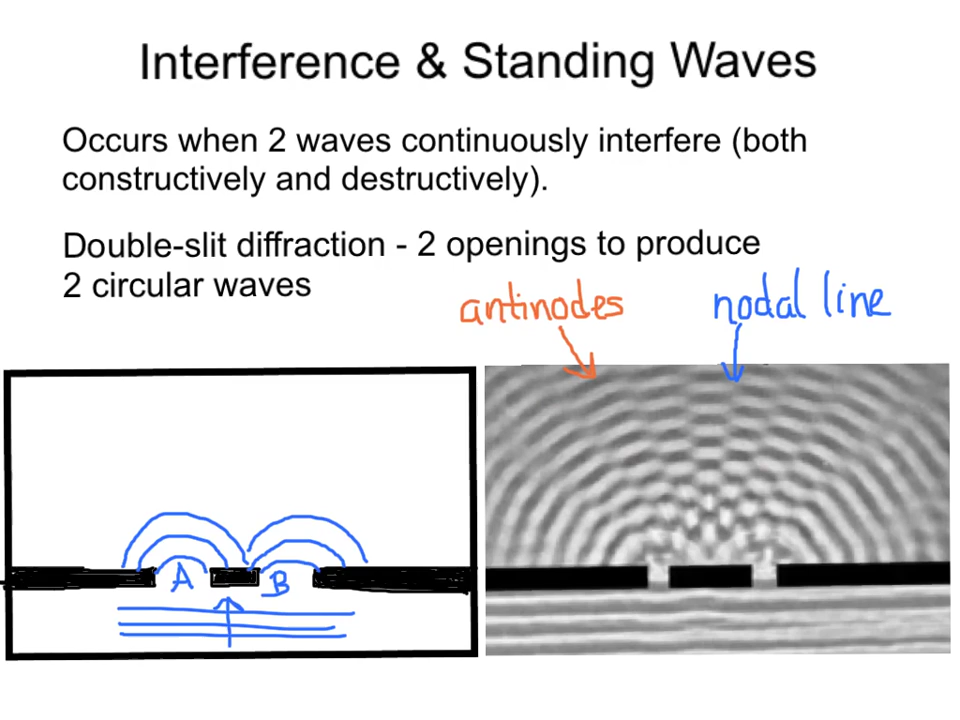 Interference & Standing Waves
Occurs when 2 waves continuously interfere (both
constructively and destructively).
Double-slit diffraction - 2 openings to produce
2 circular waves
antinodes
nodal line
A
B